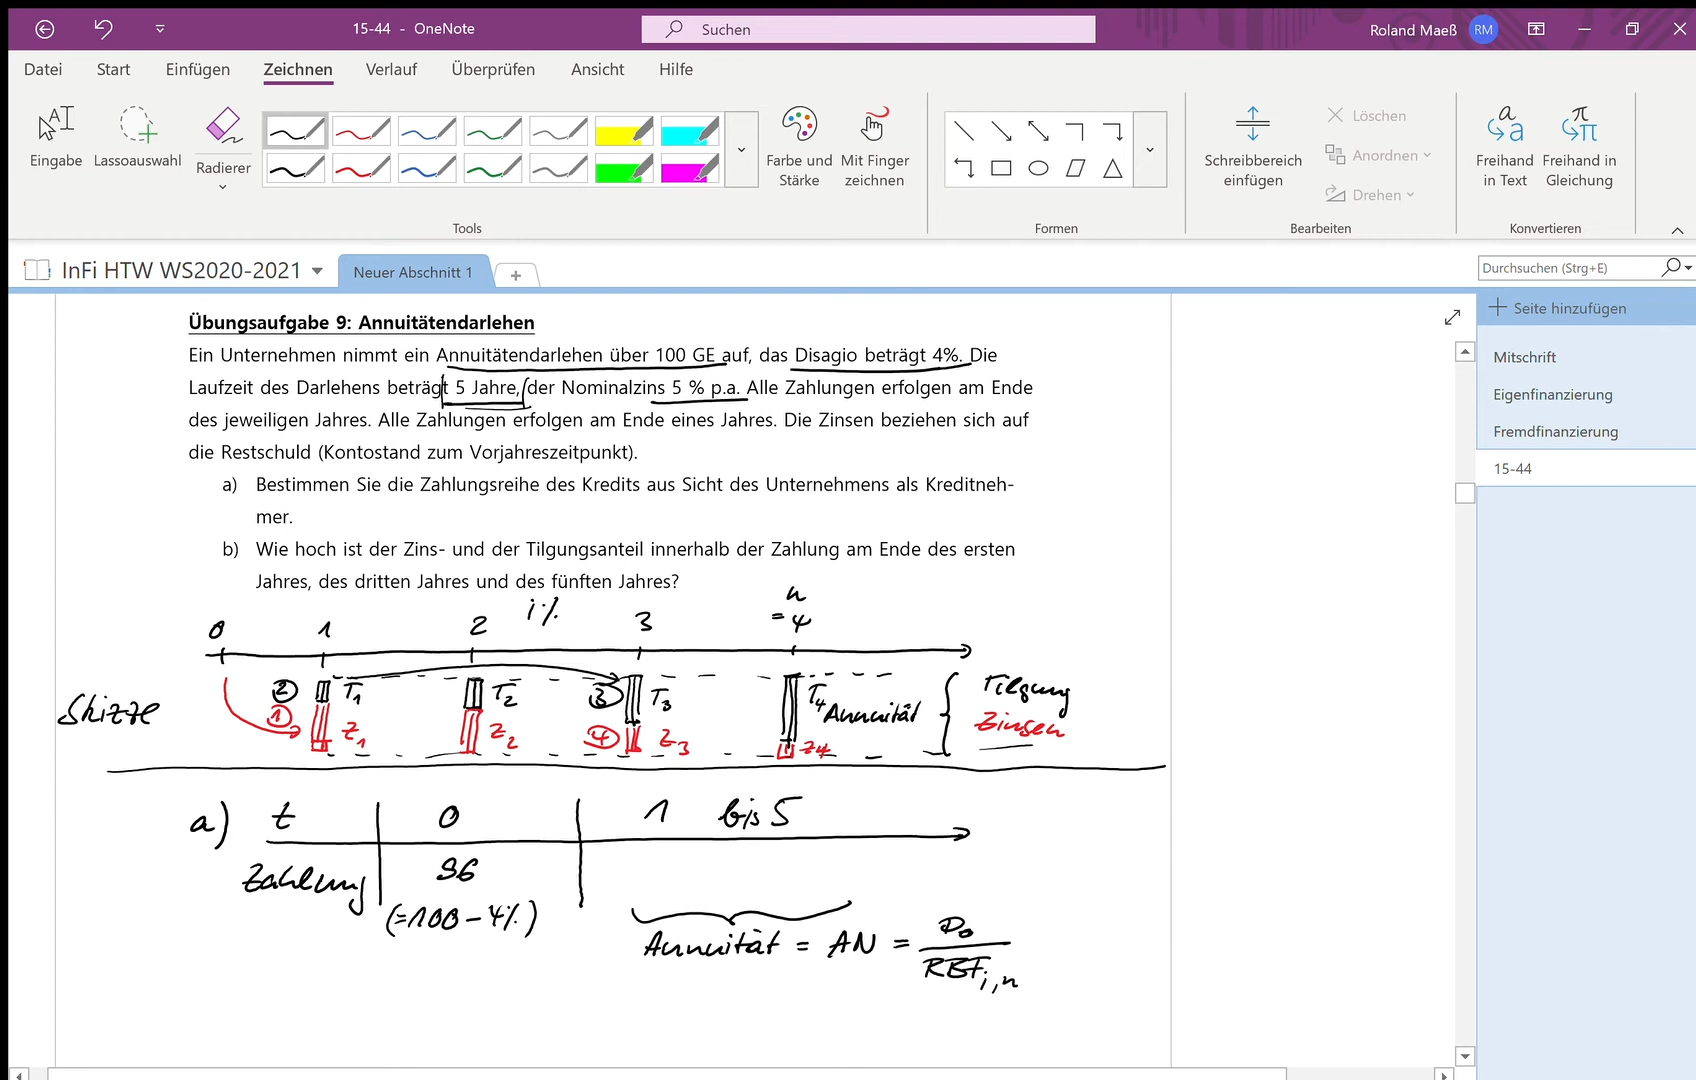 15-44 - OneNote
Suchen
Roland Maeß
RM
Datei Start Einfügen Zeichnen Verlauf Überprüfen Ansicht Hilfe
Eingabe
Lassoauswahl
Radierer
Farbe und Stärke
Mit Finger zeichnen
Schreibbereich einfügen
Löschen
Anordnen
Drehen
Freihand in Text
Freihand in Gleichung
Tools
Formen
Bearbeiten
Konvertieren
InFi HTW WS2020-2021
Neuer Abschnitt 1
Durchsuchen (Strg+E)
Seite hinzufügen
Mitschrift
Eigenfinanzierung
Fremdfinanzierung
15-44
Übungsaufgabe 9: Annuitätendarlehen
Ein Unternehmen nimmt ein Annuitätendarlehen über 100 GE auf, das Disagio beträgt 4%. Die
Laufzeit des Darlehens beträgt 5 Jahre, der Nominalzins 5 % p.a. Alle Zahlungen erfolgen am Ende
des jeweiligen Jahres. Alle Zahlungen erfolgen am Ende eines Jahres. Die Zinsen beziehen sich auf
die Restschuld (Kontostand zum Vorjahreszeitpunkt).
a) Bestimmen Sie die Zahlungsreihe des Kredits aus Sicht des Unternehmens als Kreditneh-
mer.
b) Wie hoch ist der Zins- und der Tilgungsanteil innerhalb der Zahlung am Ende des ersten
Jahres, des dritten Jahres und des fünften Jahres?
0 1 2 i% 3 n = 4
② T1 T2 ③ T3 T4 Annuität Tilgung
Skizze ① Z1 Z2 ④ Z3 Z4 Zinsen
a) t 0 1 bis 5
Zahlung 96
(=100-4%)
Annuität = AN = D0
RBF i,n